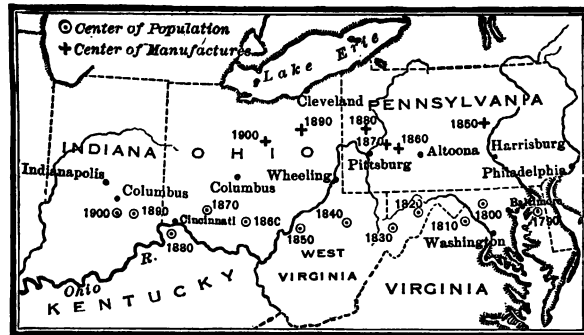 Center of Population
Center of Manufactures
Lake Erie
Cleveland
PENNSYLVANIA
1890
1880
1850
1900
1870
1860
INDIANA
OHIO
Harrisburg
Pittsburg
Altoona
Indianapolis
Wheeling
Philadelphia
Columbus
Columbus
1870
1820
1800
Baltimore
1900
1890
Cincinnati
1860
1840
1810
1790
1880
1850
1830
Washington
WEST
VIRGINIA
Ohio R.
KENTUCKY
VIRGINIA